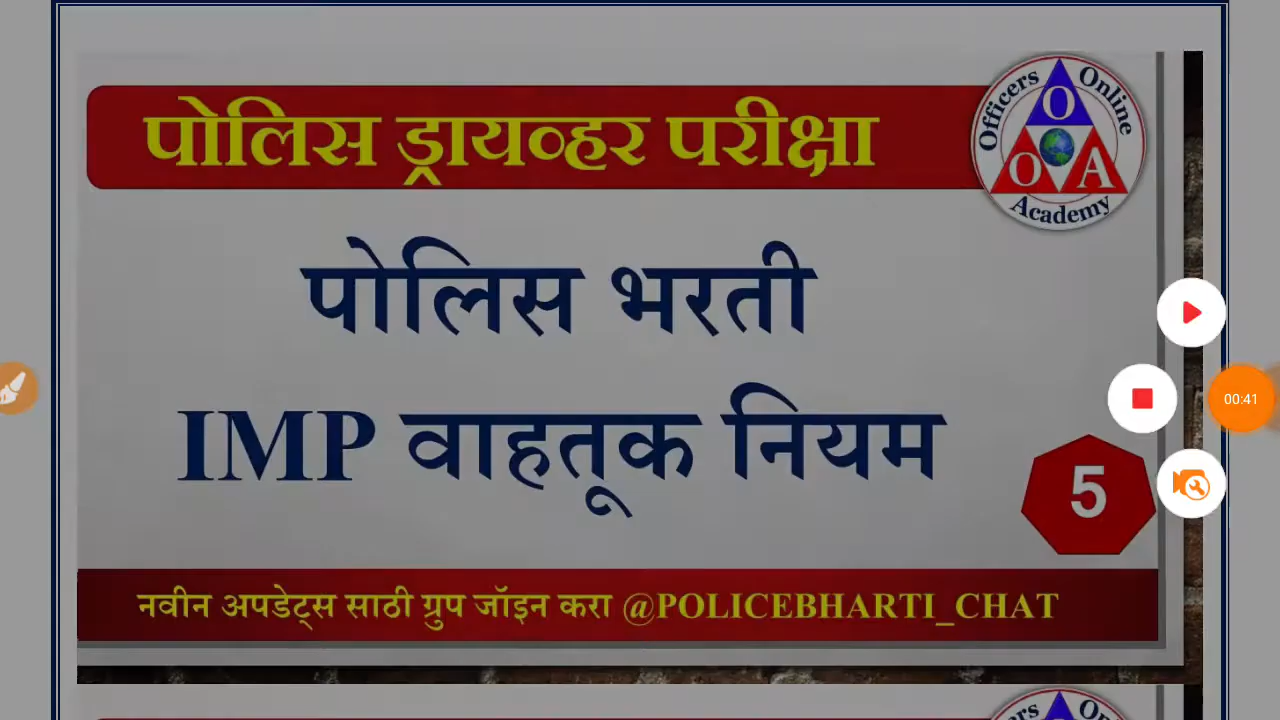 पोलिस ड्रायव्हर परीक्षा
Officers Online
O
O A
Academy
पोलिस भरती
IMP वाहतूक नियम
5
00:41
नवीन अपडेट्स साठी ग्रुप जॉइन करा @POLICEBHARTI_CHAT